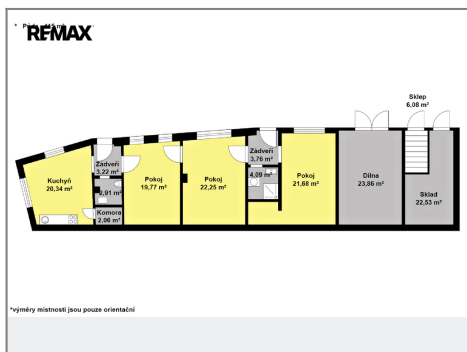 RE/MAX
Sklep
6,08 m²
Zádveří
3,22 m²
Zádveří
3,76 m²
Kuchyň
20,34 m²
2,91 m²
Komora
2,06 m²
Pokoj
19,77 m²
Pokoj
22,25 m²
4,09 m²
Pokoj
21,68 m²
Dílna
23,86 m²
Sklad
22,53 m²
*výměry místností jsou pouze orientační